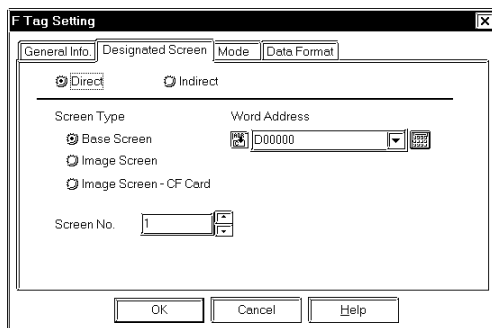 F Tag Setting
General Info. Designated Screen Mode Data Format
Direct Indirect
Screen Type Word Address
Base Screen D00000
Image Screen
Image Screen - CF Card
Screen No. 1
OK Cancel Help